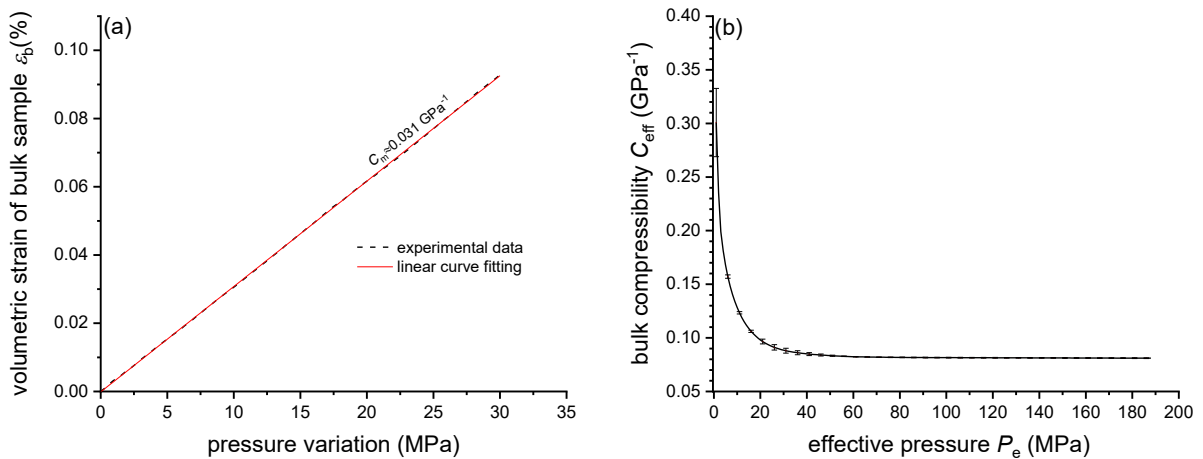 (a)
volumetric strain of bulk sample εb(%)
0.10
0.08
0.06
0.04
0.02
0.00
Cm≈0.031 GPa-1
experimental data
linear curve fitting
0 5 10 15 20 25 30 35
pressure variation (MPa)
(b)
bulk compressibility Ceff (GPa-1)
0.40
0.35
0.30
0.25
0.20
0.15
0.10
0.05
0 20 40 60 80 100 120 140 160 180 200
effective pressure Pe (MPa)